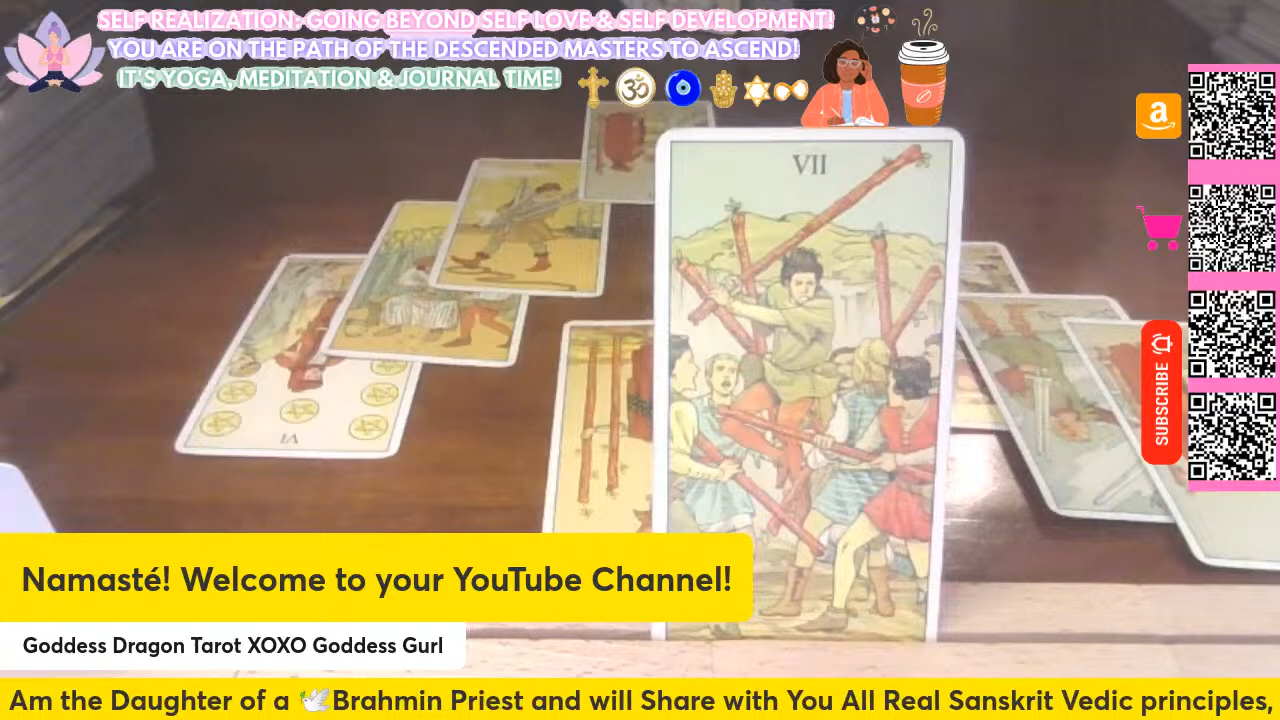 SELF REALIZATION: GOING BEYOND SELF LOVE & SELF DEVELOPMENT!
YOU ARE ON THE PATH OF THE DESCENDED MASTERS TO ASCEND!
IT'S YOGA, MEDITATION & JOURNAL TIME!
ॐ
a
VII
SUBSCRIBE
VI
Namasté! Welcome to your YouTube Channel!
Goddess Dragon Tarot XOXO Goddess Gurl
Am the Daughter of a 🕊️Brahmin Priest and will Share with You All Real Sanskrit Vedic principles,